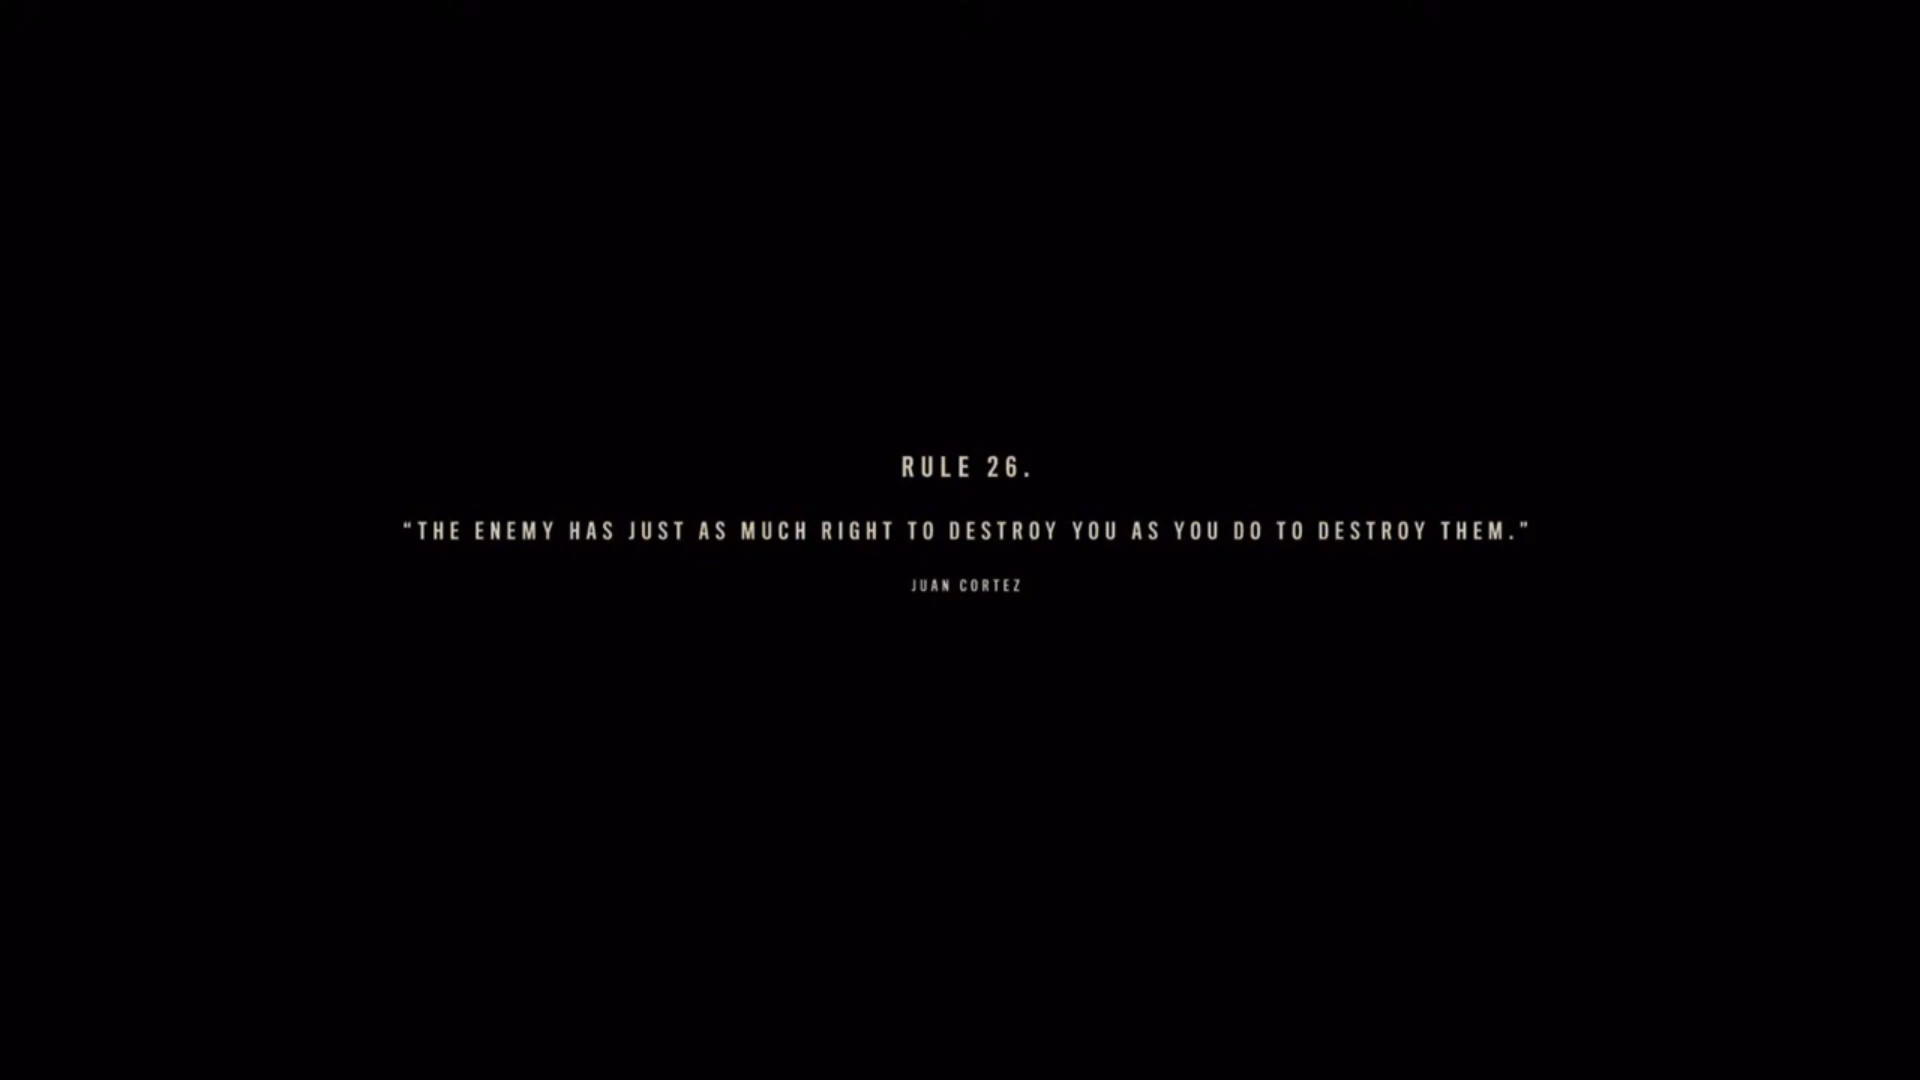 RULE 26.
“THE ENEMY HAS JUST AS MUCH RIGHT TO DESTROY YOU AS YOU DO TO DESTROY THEM.”
JUAN CORTEZ